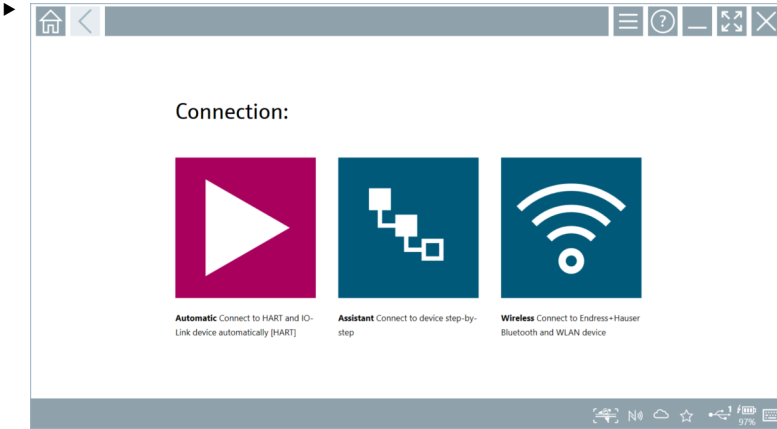 Connection:
Automatic Connect to HART and IO-
Link device automatically [HART]
Assistant Connect to device step-by-
step
Wireless Connect to Endress+Hauser
Bluetooth and WLAN device
1
97%